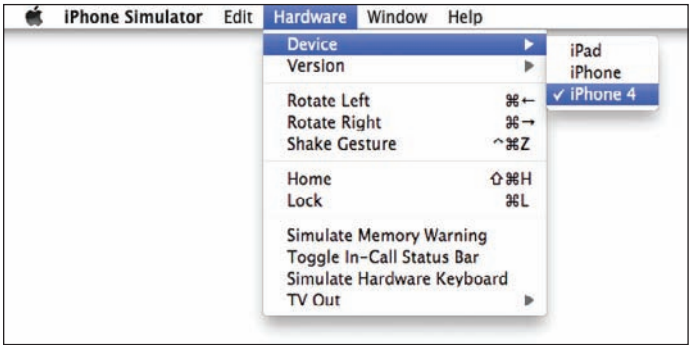 iPhone Simulator Edit Hardware Window Help
Device
Version
Rotate Left ⌘←
Rotate Right ⌘→
Shake Gesture ^⌘Z
Home ⇧⌘H
Lock ⌘L
Simulate Memory Warning
Toggle In-Call Status Bar
Simulate Hardware Keyboard
TV Out
iPad
iPhone
✓ iPhone 4